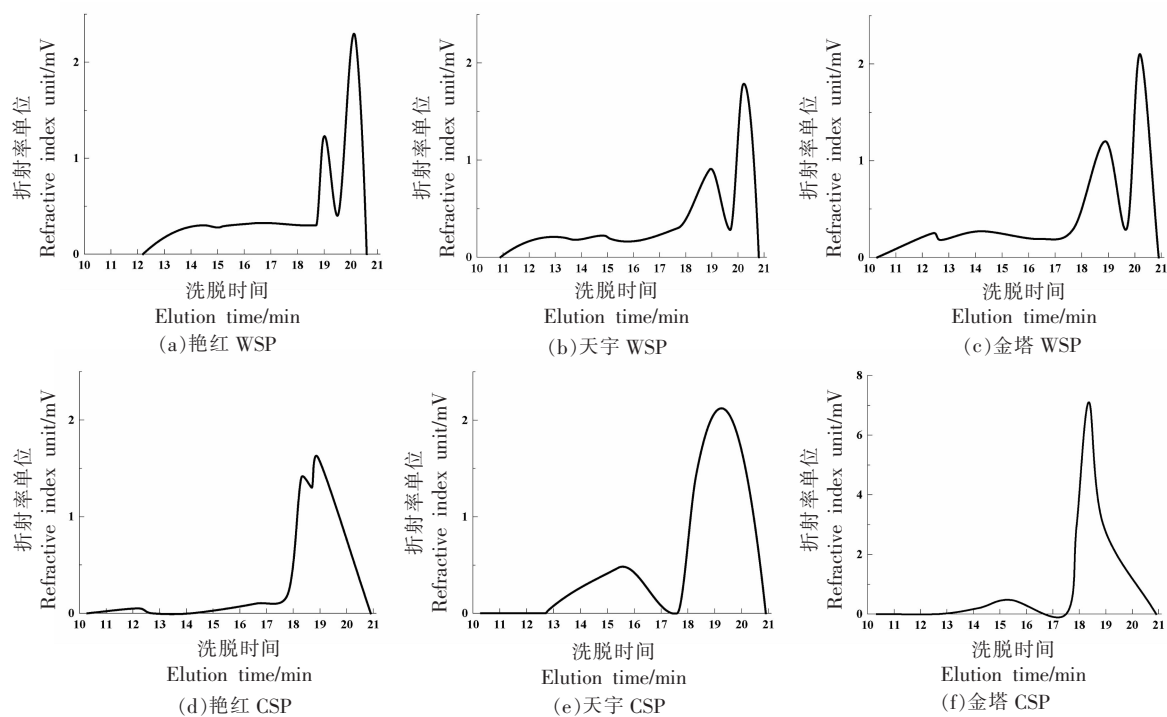 折射率单位
Refractive index unit/mV
2
1
0
10 11 12 13 14 15 16 17 18 19 20 21
洗脱时间
Elution time/min
(a)艳红 WSP
折射率单位
Refractive index unit/mV
2
1
0
10 11 12 13 14 15 16 17 18 19 20 21
洗脱时间
Elution time/min
(b)天宇 WSP
折射率单位
Refractive index unit/mV
2
1
0
10 11 12 13 14 15 16 17 18 19 20 21
洗脱时间
Elution time/min
(c)金塔 WSP
折射率单位
Refractive index unit/mV
2
1
0
10 11 12 13 14 15 16 17 18 19 20 21
洗脱时间
Elution time/min
(d)艳红 CSP
折射率单位
Refractive index unit/mV
2
1
0
10 11 12 13 14 15 16 17 18 19 20 21
洗脱时间
Elution time/min
(e)天宇 CSP
折射率单位
Refractive index unit/mV
8
6
4
2
0
10 11 12 13 14 15 16 17 18 19 20 21
洗脱时间
Elution time/min
(f)金塔 CSP